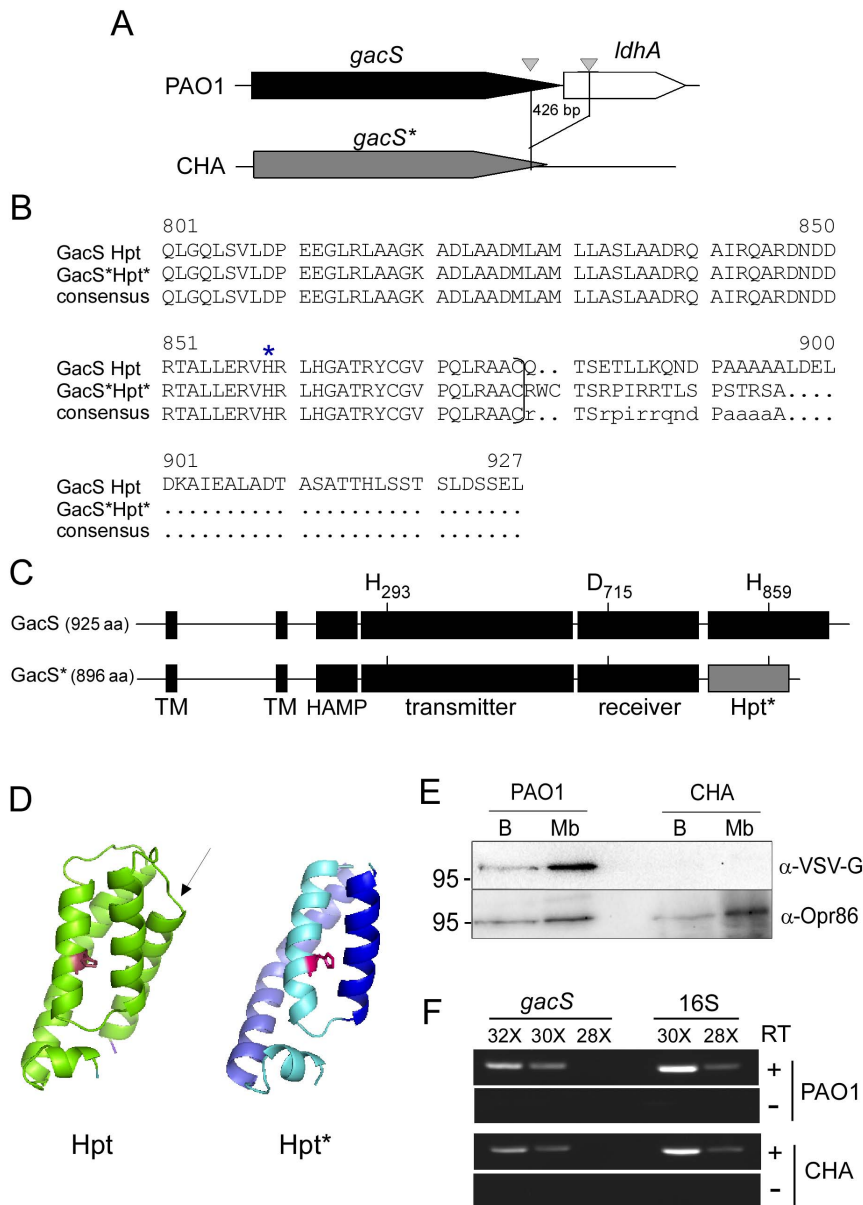 A
gacS
ldhA
PAO1
426 bp
gacS*
CHA
B
801 850
GacS Hpt QLGQLSVLDP EEGLRLAAGK ADLAADMLAM LLASLAADRQ AIRQARDNDD
GacS*Hpt* QLGQLSVLDP EEGLRLAAGK ADLAADMLAM LLASLAADRQ AIRQARDNDD
consensus QLGQLSVLDP EEGLRLAAGK ADLAADMLAM LLASLAADRQ AIRQARDNDD
851 * 900
GacS Hpt RTALLERVHR LHGATRYCGV PQLRAACQ.. TSETLLKQND PAAAAALDEL
GacS*Hpt* RTALLERVHR LHGATRYCGV PQLRAACRWC TSRPIRRTLS PSTRSA....
consensus RTALLERVHR LHGATRYCGV PQLRAACr.. TSrpirrqnd PaaaaA....
901 927
GacS Hpt DKAIEALADT ASATTHLSST SLDSSEL
GacS*Hpt* .......... .......... .......
consensus .......... .......... .......
C
H293 D715 H859
GacS (925 aa)
GacS* (896 aa)
TM TM HAMP transmitter receiver Hpt*
D
Hpt Hpt*
E
PAO1 CHA
B Mb B Mb
95 - α-VSV-G
95 - α-Opr86
F
gacS 16S
32X 30X 28X 30X 28X RT
+
- PAO1
+
- CHA